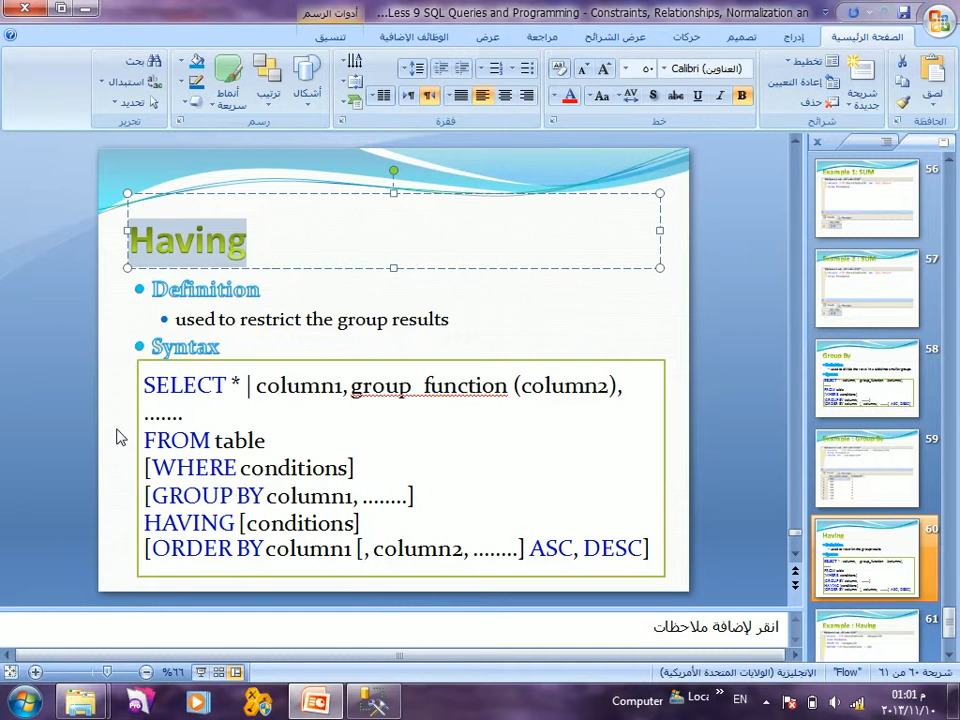 أدوات الرسم
Less 9 SQL Queries and Programming - Constraints, Relationships, Normalization an...
الصفحة الرئيسية
إدراج
تصميم
حركات
عرض الشرائح
مراجعة
عرض
الوظائف الإضافية
تنسيق
لصق
الحافظة
شريحة جديدة
تخطيط
إعادة التعيين
حذف
شرائح
Calibri (العناوين)
٥٠
خط
فقرة
أشكال
ترتيب
أنماط سريعة
رسم
بحث
استبدال
تحديد
تحرير
Having
Definition
used to restrict the group results
Syntax
SELECT * | column1, group_function (column2),
.......
FROM table
[WHERE conditions]
[GROUP BY column1, ........]
HAVING [conditions]
[ORDER BY column1 [, column2, ........] ASC, DESC]
56
Example 1: SUM
57
Example 2 : SUM
58
Group By
59
Example : Group By
60
Having
61
Example : Having
انقر لإضافة ملاحظات
شريحة ٦٠ من ٦١
"Flow"
الإنجليزية (الولايات المتحدة الأمريكية)
٦٦%
Computer
Loca
EN
01:01 م
٢٠١٣/١١/١٠